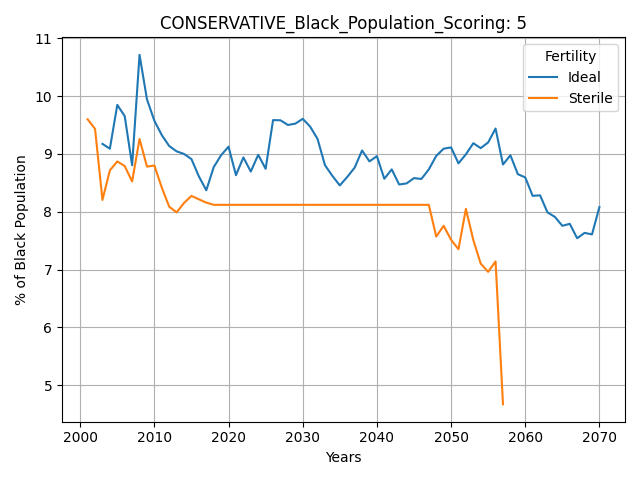 CONSERVATIVE_Black_Population_Scoring: 5
11
10
9
8
7
6
5
% of Black Population
Fertility
Ideal
Sterile
2000 2010 2020 2030 2040 2050 2060 2070
Years